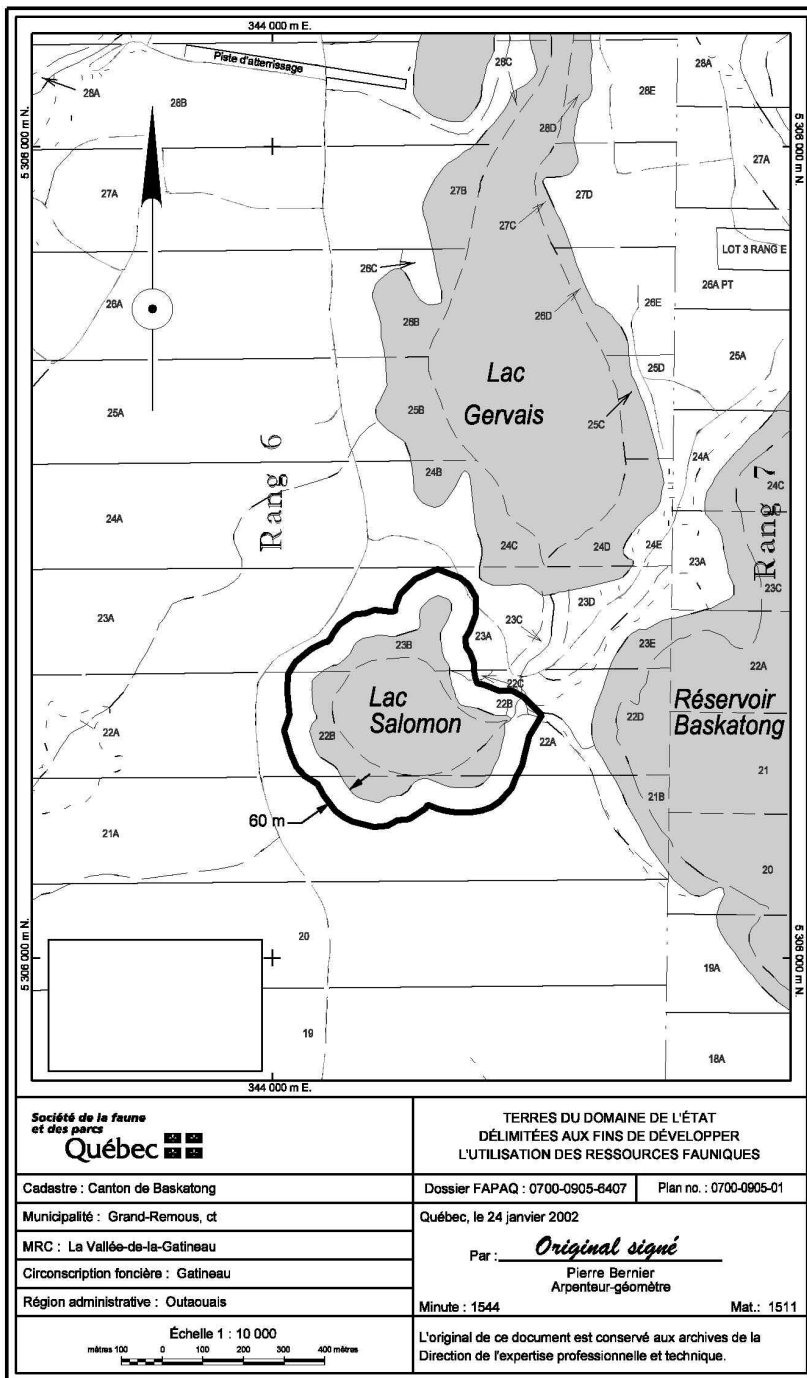 344 000 m E.
Piste d'atterrissage
28C
28A
28A
28B
28E
28D
5 306 000 m N.
5 306 000 m N.
27A
27A
27B
27D
27C
LOT 3 RANG E
26C
26A PT
26A
26B
26D
26E
25A
25D
Lac
Gervais
25A
25B
25C
24A
24B
24C
Rang 6
Rang 7
24A
24C
24D
24E
23A
23C
23D
23C
23A
23A
23B
23E
22A
22C
Lac
Salomon
22B
22D
Réservoir
Baskatong
22A
22B
22A
21
21B
60 m
21A
20
20
5 306 000 m N.
5 306 000 m N.
19A
19
18A
344 000 m E.
Société de la faune
et des parcs
Québec
TERRES DU DOMAINE DE L'ÉTAT
DÉLIMITÉES AUX FINS DE DÉVELOPPER
L'UTILISATION DES RESSOURCES FAUNIQUES
Cadastre : Canton de Baskatong
Dossier FAPAQ : 0700-0905-6407
Plan no. : 0700-0905-01
Municipalité : Grand-Remous, ct
Québec, le 24 janvier 2002
MRC : La Vallée-de-la-Gatineau
Par : Original signé
Pierre Bernier
Arpenteur-géomètre
Circonscription foncière : Gatineau
Région administrative : Outaouais
Minute : 1544
Mat.: 1511
Échelle 1 : 10 000
mètres 100 0 100 200 300 400 mètres
L'original de ce document est conservé aux archives de la
Direction de l'expertise professionnelle et technique.